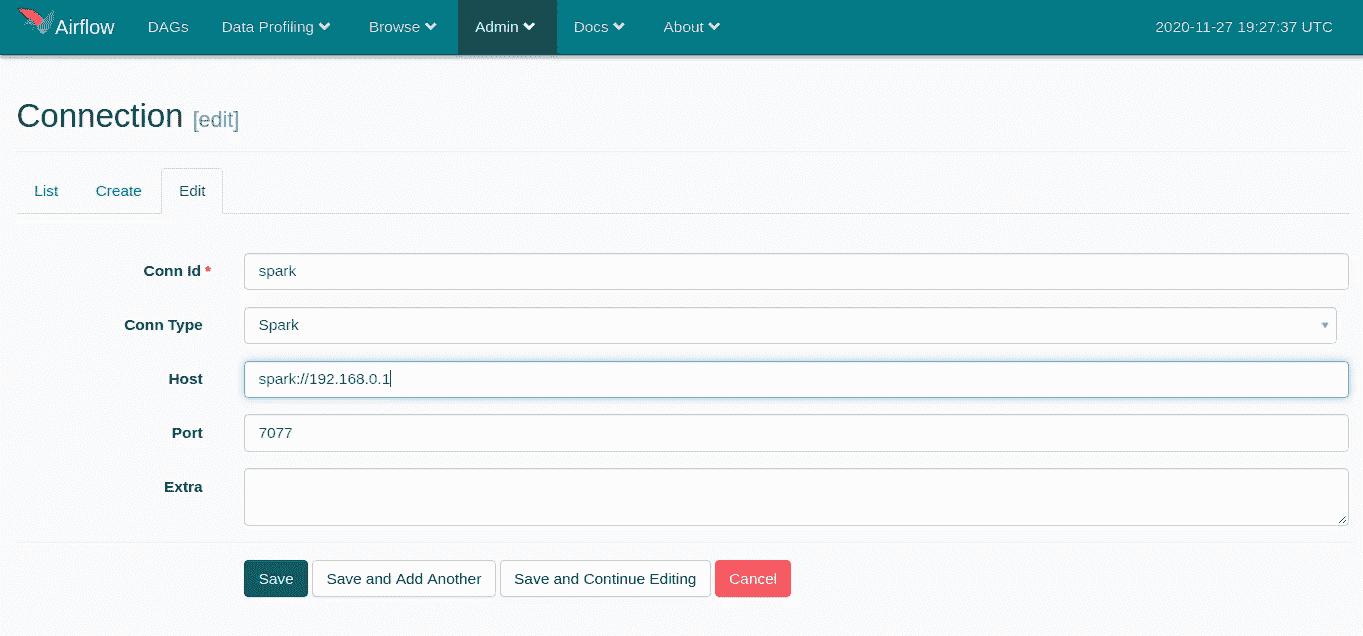 Airflow DAGs Data Profiling Browse Admin Docs About 2020-11-27 19:27:37 UTC
Connection [edit]
List Create Edit
Conn Id * spark
Conn Type Spark
Host spark://192.168.0.1
Port 7077
Extra
Save Save and Add Another Save and Continue Editing Cancel